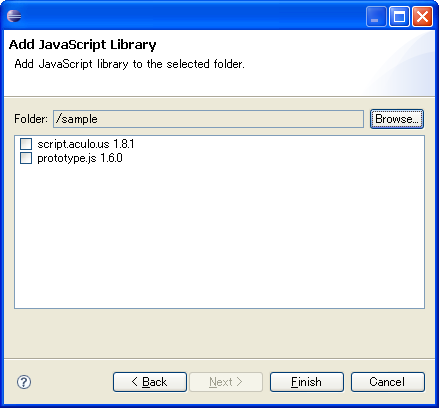 Add JavaScript Library
Add JavaScript library to the selected folder.
Folder: /sample Browse...
script.aculo.us 1.8.1
prototype.js 1.6.0
? < Back Next > Finish Cancel